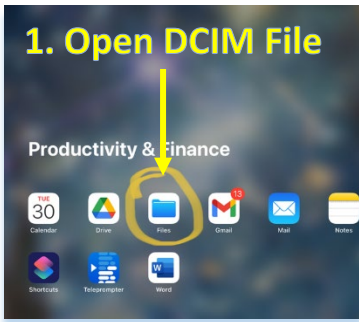 1. Open DCIM File
Productivity & Finance
TUE
30
13
W
Calendar
Drive
Files
Gmail
Mail
Notes
Shortcuts
Teleprompter
Word